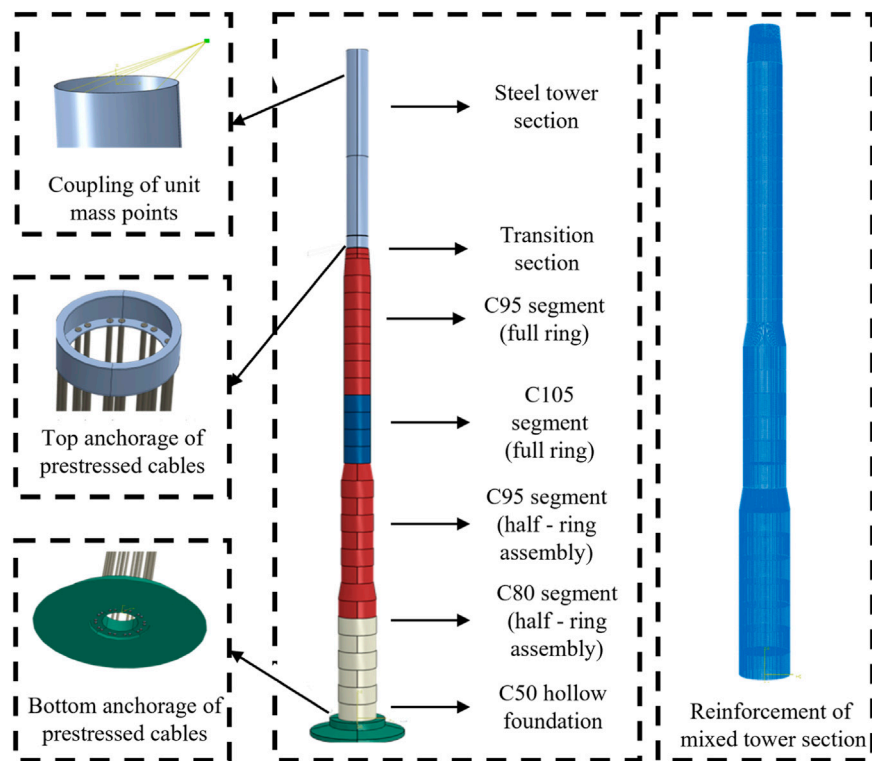 Coupling of unit
mass points
Top anchorage of
prestressed cables
Bottom anchorage of
prestressed cables
Steel tower
section
Transition
section
C95 segment
(full ring)
C105
segment
(full ring)
C95 segment
(half - ring
assembly)
C80 segment
(half - ring
assembly)
C50 hollow
foundation
Reinforcement of
mixed tower section